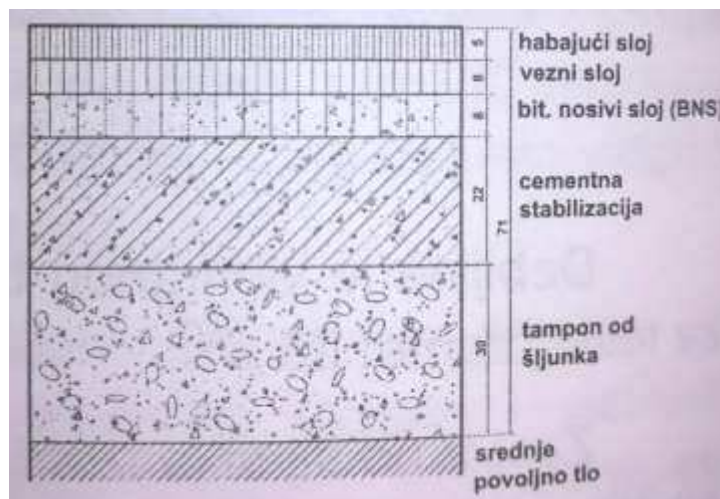 5
habajući sloj
vezni sloj
8
bit. nosivi sloj (BNS)
22
cementna
stabilizacija
71
30
tampon od
šljunka
srednje
povoljno tlo